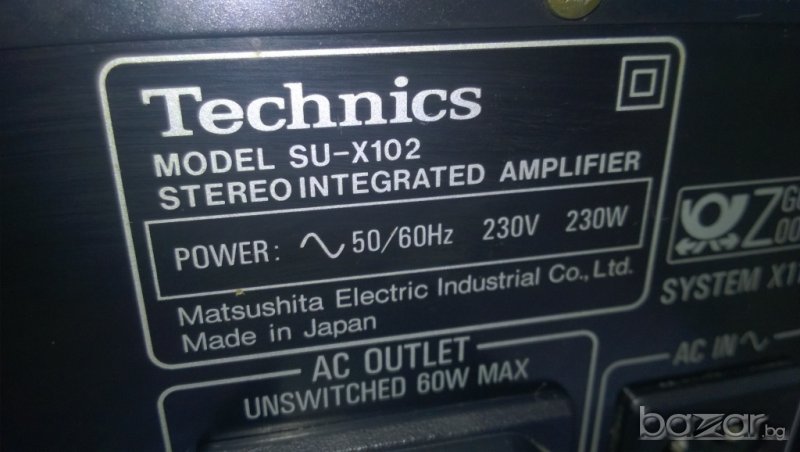 Technics
MODEL SU-X102
STEREO INTEGRATED AMPLIFIER
POWER: ∿ 50/60Hz 230V 230W
Matsushita Electric Industrial Co., Ltd.
Made in Japan
AC OUTLET
UNSWITCHED 60W MAX
Z
SYSTEM
AC IN ∿
bazar.bg